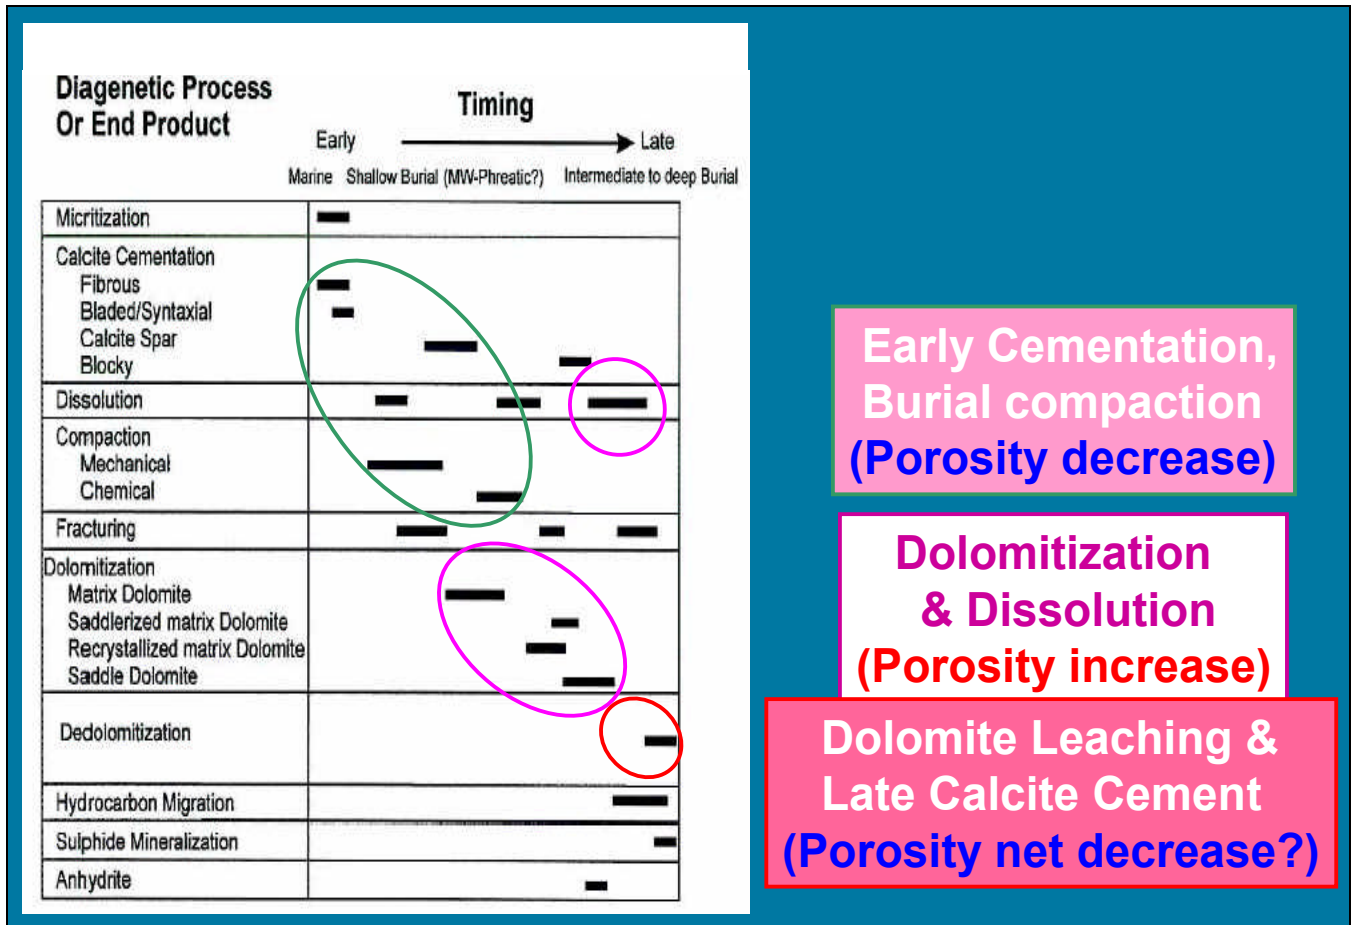 Diagenetic Process
Or End Product
Timing
Early
Late
Marine
Shallow Burial (MW-Phreatic?)
Intermediate to deep Burial
Micritization
Calcite Cementation
Fibrous
Bladed/Syntaxial
Calcite Spar
Blocky
Dissolution
Compaction
Mechanical
Chemical
Fracturing
Dolomitization
Matrix Dolomite
Saddlerized matrix Dolomite
Recrystallized matrix Dolomite
Saddle Dolomite
Dedolomitization
Hydrocarbon Migration
Sulphide Mineralization
Anhydrite
Early Cementation,
Burial compaction
(Porosity decrease)
Dolomitization
& Dissolution
(Porosity increase)
Dolomite Leaching &
Late Calcite Cement
(Porosity net decrease?)